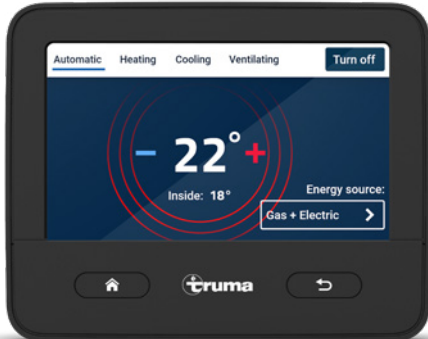 Automatic Heating Cooling Ventilating Turn off
22°
Inside: 18°
Energy source:
Gas + Electric
truma